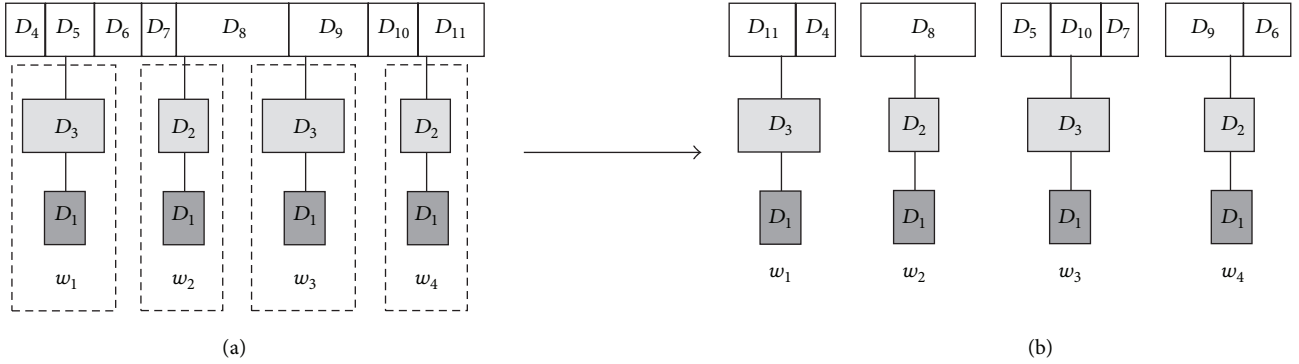 D4 D5 D6 D7 D8 D9 D10 D11 D11 D4 D8 D5 D10 D7 D9 D6
D3 D2 D3 D2 D3 D2 D3 D2
D1 D1 D1 D1 D1 D1 D1 D1
w1 w2 w3 w4 w1 w2 w3 w4
(a) (b)